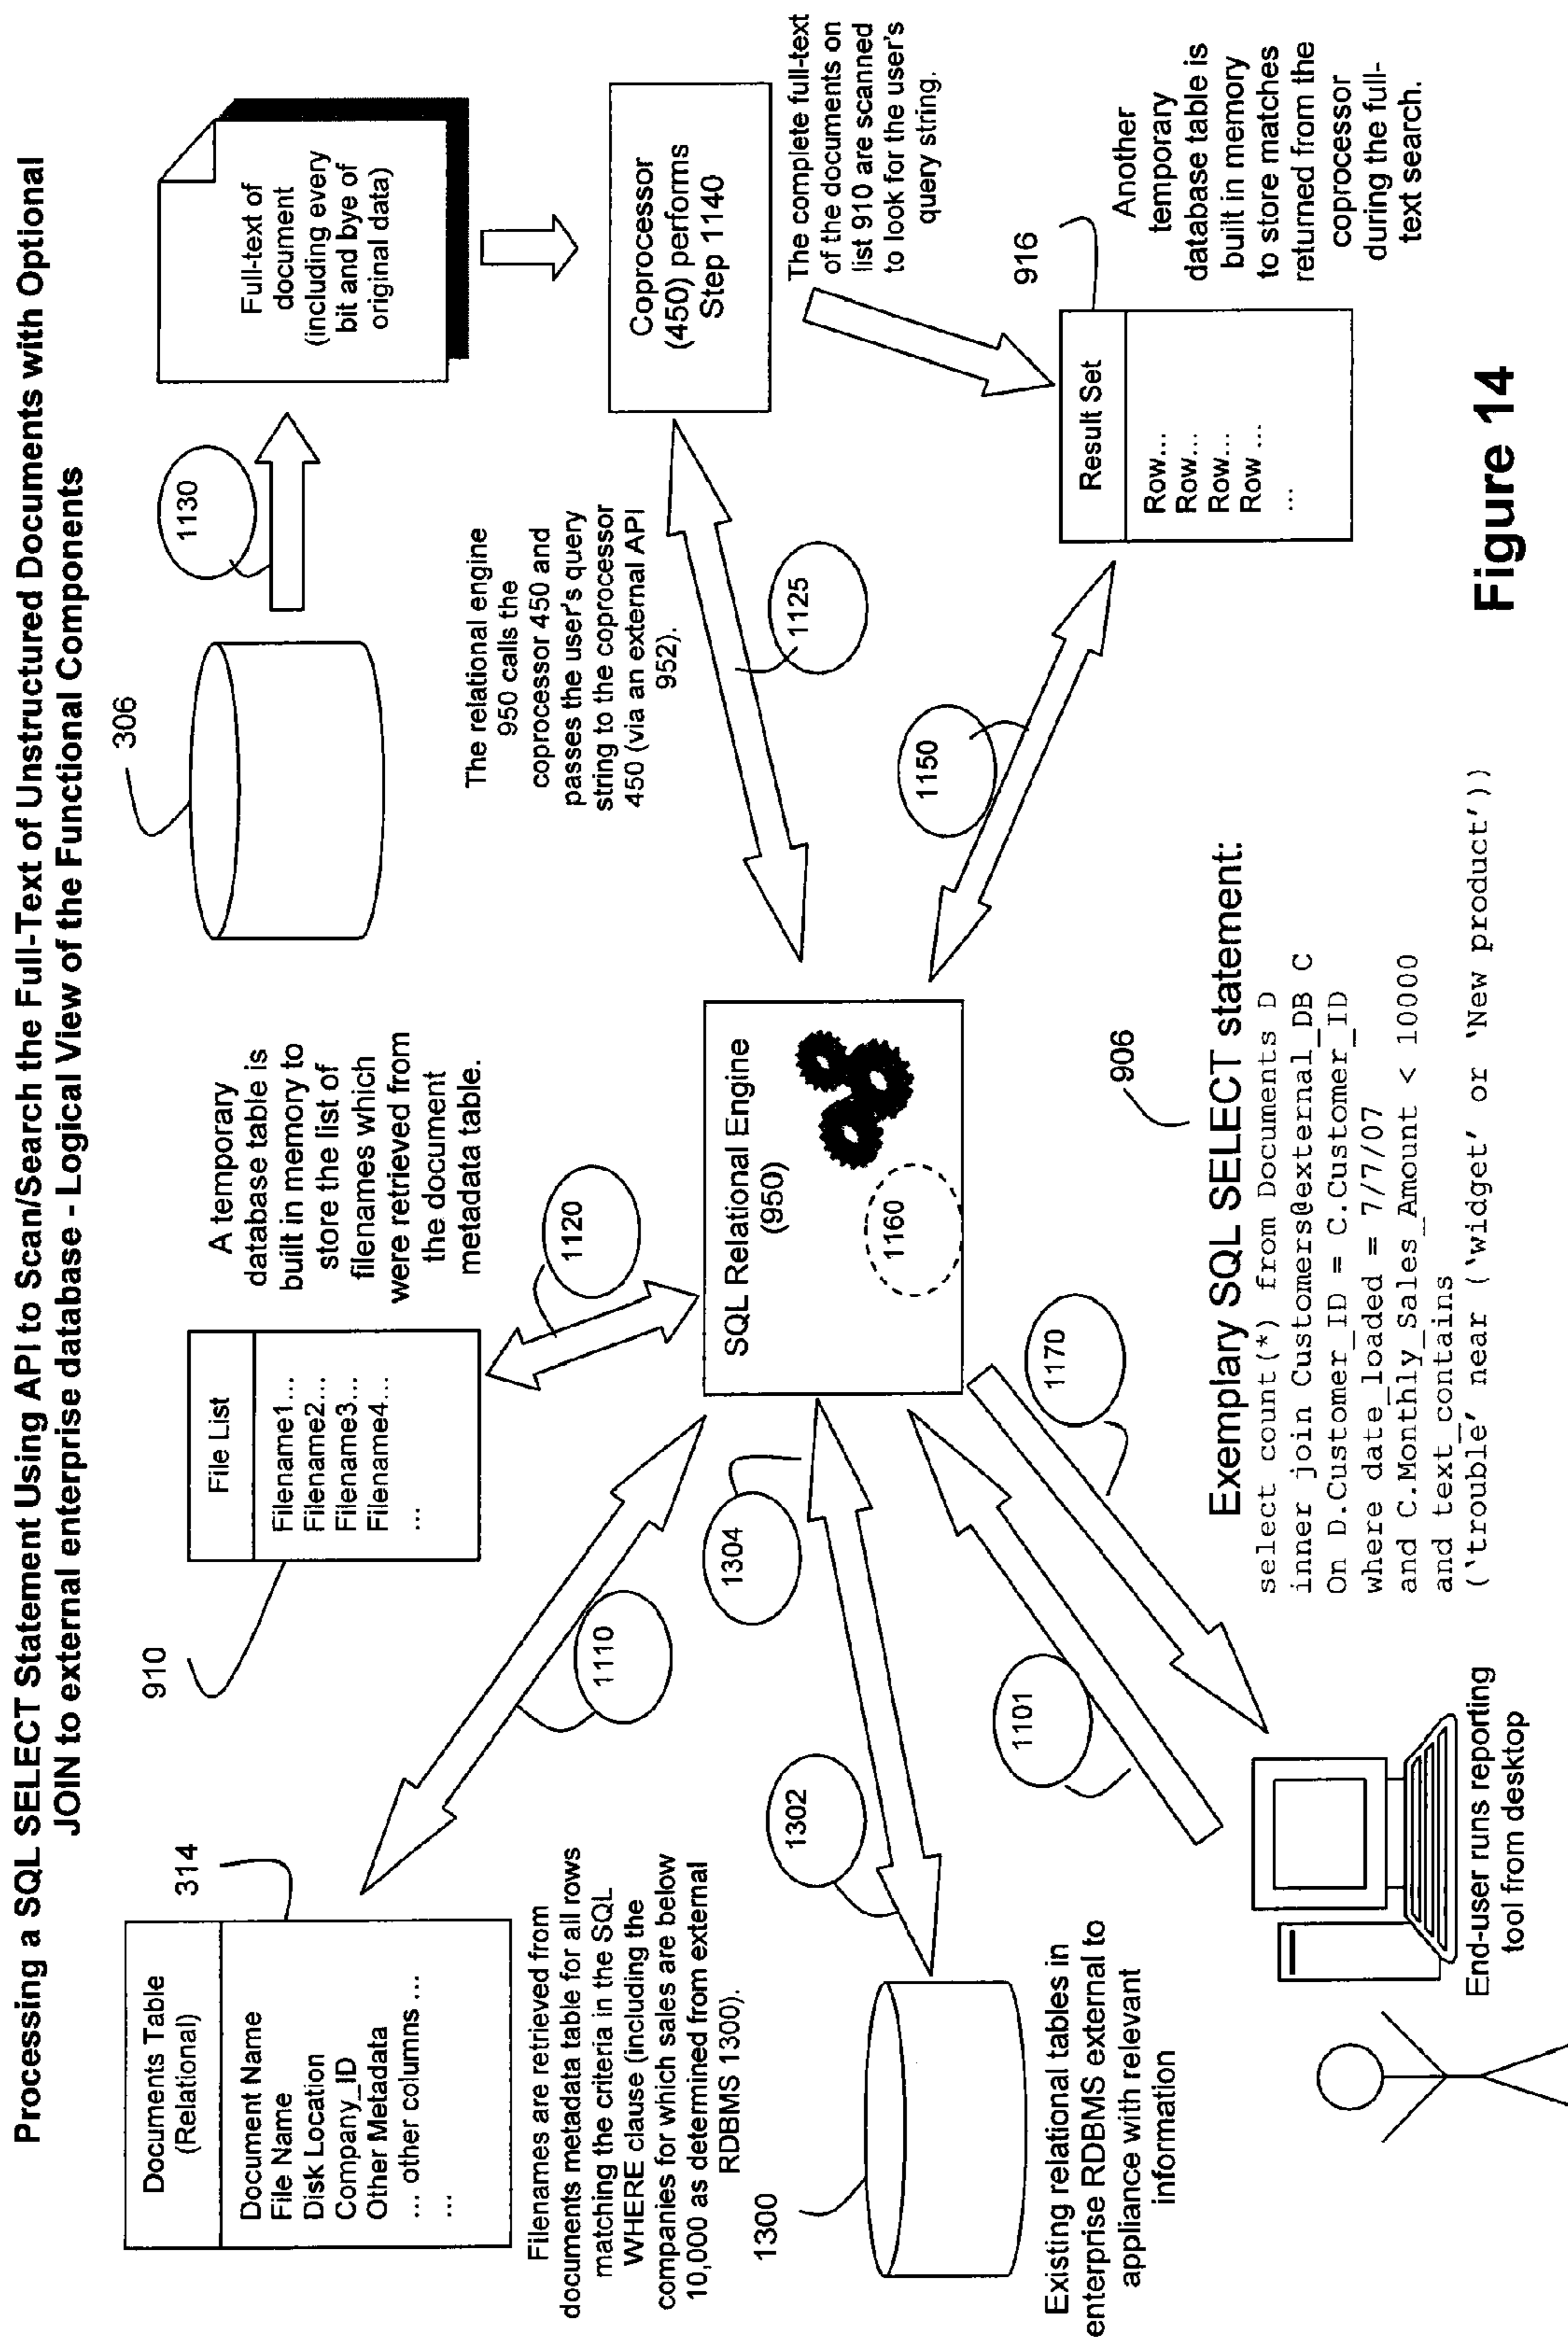 Processing a SQL SELECT Statement Using API to Scan/Search the Full-Text of Unstructured Documents with Optional
JOIN to external enterprise database - Logical View of the Functional Components
Documents Table
(Relational)
Document Name
File Name
Disk Location
Company_ID
Other Metadata
... other columns ...
...
314
Filenames are retrieved from
documents metadata table for all rows
matching the criteria in the SQL
WHERE clause (including the
companies for which sales are below
10,000 as determined from external
RDBMS 1300).
910
File List
Filename1...
Filename2...
Filename3...
Filename4...
...
A temporary
database table is
built in memory to
store the list of
filenames which
were retrieved from
the document
metadata table.
306
1130
Full-text of
document
(including every
bit and bye of
original data)
1110
1120
The relational engine
950 calls the
coprocessor 450 and
passes the user's query
string to the coprocessor
450 (via an external API
952).
Coprocessor
(450) performs
Step 1140
The complete full-text
of the documents on
list 910 are scanned
to look for the user's
query string.
1300
1302
1304
SQL Relational Engine
(950)
1160
1125
1150
916
Result Set
Row...
Row...
Row...
Row ...
...
Another
temporary
database table is
built in memory
to store matches
returned from the
coprocessor
during the full-
text search.
Existing relational tables in
enterprise RDBMS external to
appliance with relevant
information
1101
1170
906
Exemplary SQL SELECT statement:
select count(*) from Documents D
inner join Customers@external_DB C
On D.Customer_ID = C.Customer_ID
where date_loaded = 7/7/07
and C.Monthly_Sales_Amount < 10000
and text_contains
('trouble' near ('widget' or 'New product'))
End-user runs reporting
tool from desktop
Figure 14